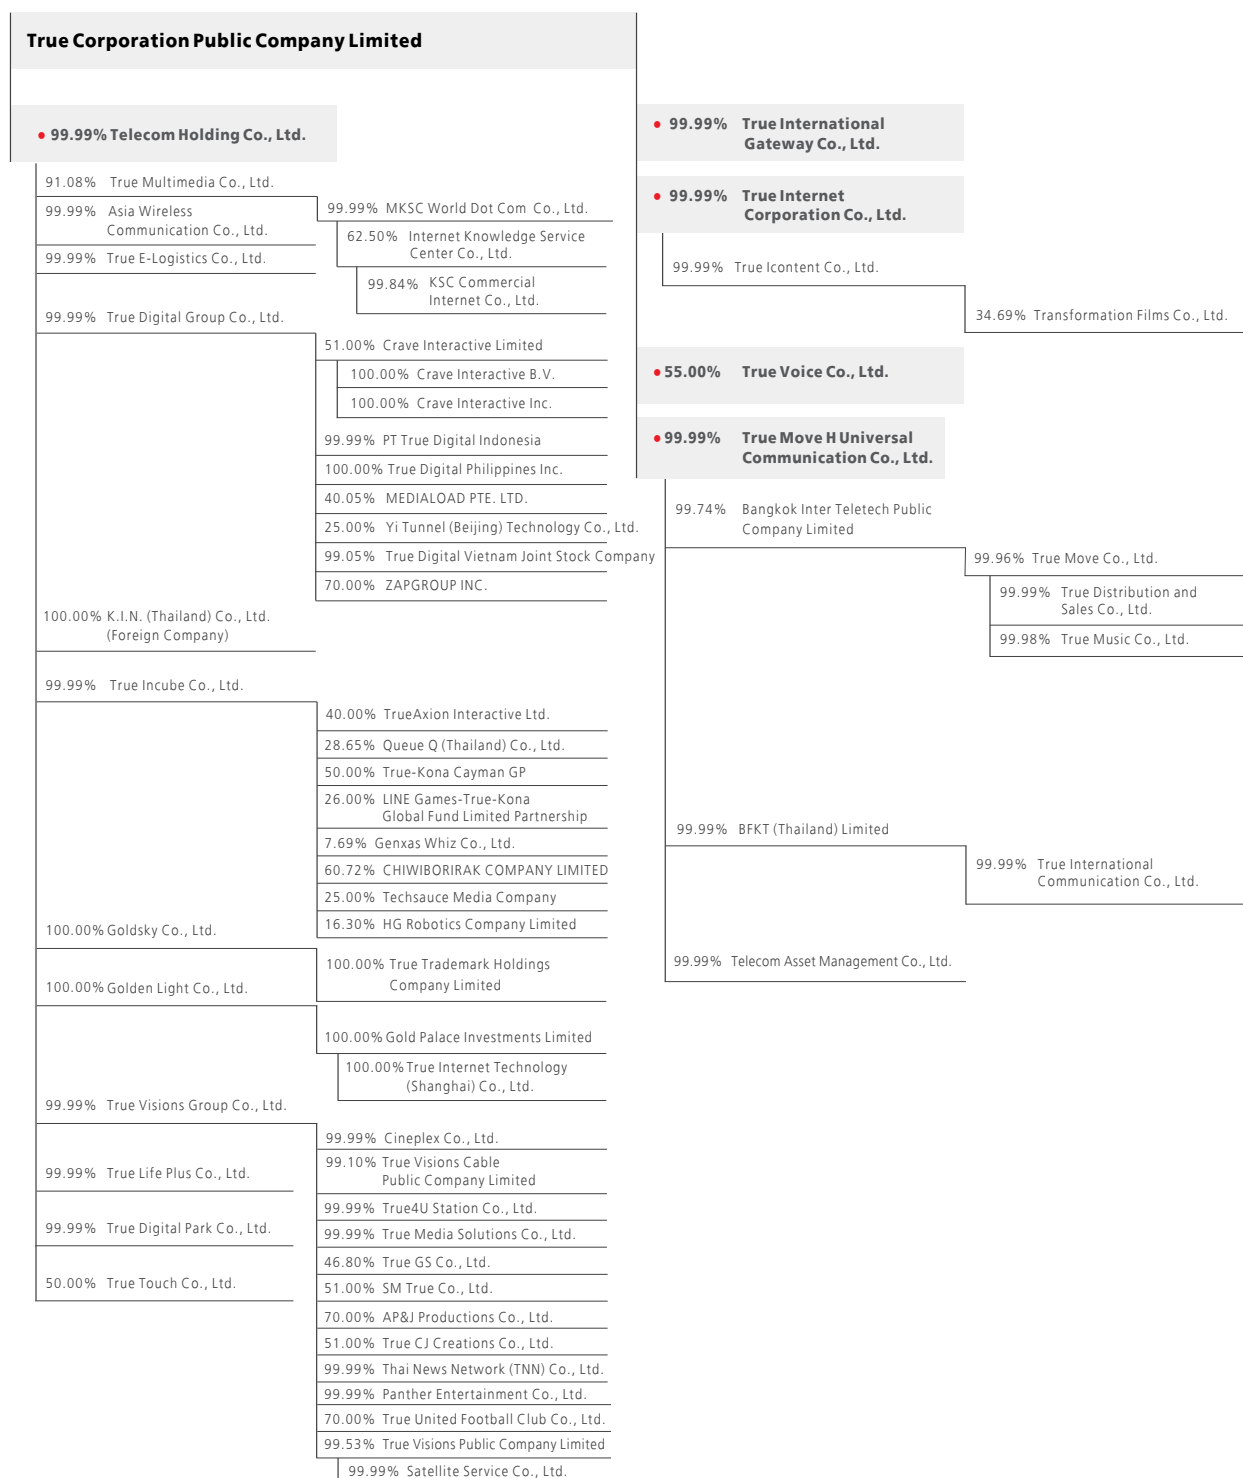 True Corporation Public Company Limited
• 99.99% Telecom Holding Co., Ltd.
91.08% True Multimedia Co., Ltd.
99.99% MKSC World Dot Com Co., Ltd.
62.50% Internet Knowledge Service
Center Co., Ltd.
99.84% KSC Commercial
Internet Co., Ltd.
99.99% Asia Wireless
Communication Co., Ltd.
99.99% True E-Logistics Co., Ltd.
99.99% True Digital Group Co., Ltd.
51.00% Crave Interactive Limited
100.00% Crave Interactive B.V.
100.00% Crave Interactive Inc.
99.99% PT True Digital Indonesia
100.00% True Digital Philippines Inc.
40.05% MEDIALOAD PTE. LTD.
25.00% Yi Tunnel (Beijing) Technology Co., Ltd.
99.05% True Digital Vietnam Joint Stock Company
70.00% ZAPGROUP INC.
100.00% K.I.N. (Thailand) Co., Ltd.
(Foreign Company)
99.99% True Incube Co., Ltd.
40.00% TrueAxion Interactive Ltd.
28.65% Queue Q (Thailand) Co., Ltd.
50.00% True-Kona Cayman GP
26.00% LINE Games-True-Kona
Global Fund Limited Partnership
7.69% Genxas Whiz Co., Ltd.
60.72% CHIWIBORIRAK COMPANY LIMITED
25.00% Techsauce Media Company
16.30% HG Robotics Company Limited
100.00% Goldsky Co., Ltd.
100.00% True Trademark Holdings
Company Limited
100.00% Golden Light Co., Ltd.
100.00% Gold Palace Investments Limited
100.00% True Internet Technology
(Shanghai) Co., Ltd.
99.99% True Visions Group Co., Ltd.
99.99% Cineplex Co., Ltd.
99.10% True Visions Cable
Public Company Limited
99.99% True4U Station Co., Ltd.
99.99% True Media Solutions Co., Ltd.
46.80% True GS Co., Ltd.
51.00% SM True Co., Ltd.
70.00% AP&J Productions Co., Ltd.
51.00% True CJ Creations Co., Ltd.
99.99% Thai News Network (TNN) Co., Ltd.
99.99% Panther Entertainment Co., Ltd.
70.00% True United Football Club Co., Ltd.
99.53% True Visions Public Company Limited
99.99% Satellite Service Co., Ltd.
99.99% True Life Plus Co., Ltd.
99.99% True Digital Park Co., Ltd.
50.00% True Touch Co., Ltd.
• 99.99% True International
Gateway Co., Ltd.
• 99.99% True Internet
Corporation Co., Ltd.
99.99% True Icontent Co., Ltd.
34.69% Transformation Films Co., Ltd.
• 55.00% True Voice Co., Ltd.
• 99.99% True Move H Universal
Communication Co., Ltd.
99.74% Bangkok Inter Teletech Public
Company Limited
99.96% True Move Co., Ltd.
99.99% True Distribution and
Sales Co., Ltd.
99.98% True Music Co., Ltd.
99.99% BFKT (Thailand) Limited
99.99% True International
Communication Co., Ltd.
99.99% Telecom Asset Management Co., Ltd.